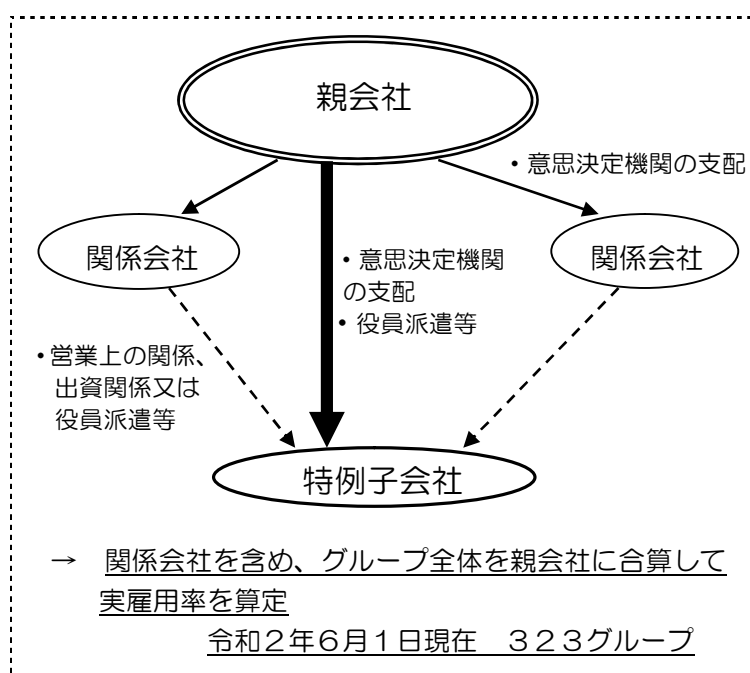 親会社
・意思決定機関の支配
関係会社
関係会社
・意思決定機関
の支配
・役員派遣等
・営業上の関係、
出資関係又は
役員派遣等
特例子会社
→ 関係会社を含め、グループ全体を親会社に合算して
実雇用率を算定
令和２年６月１日現在　３２３グループ